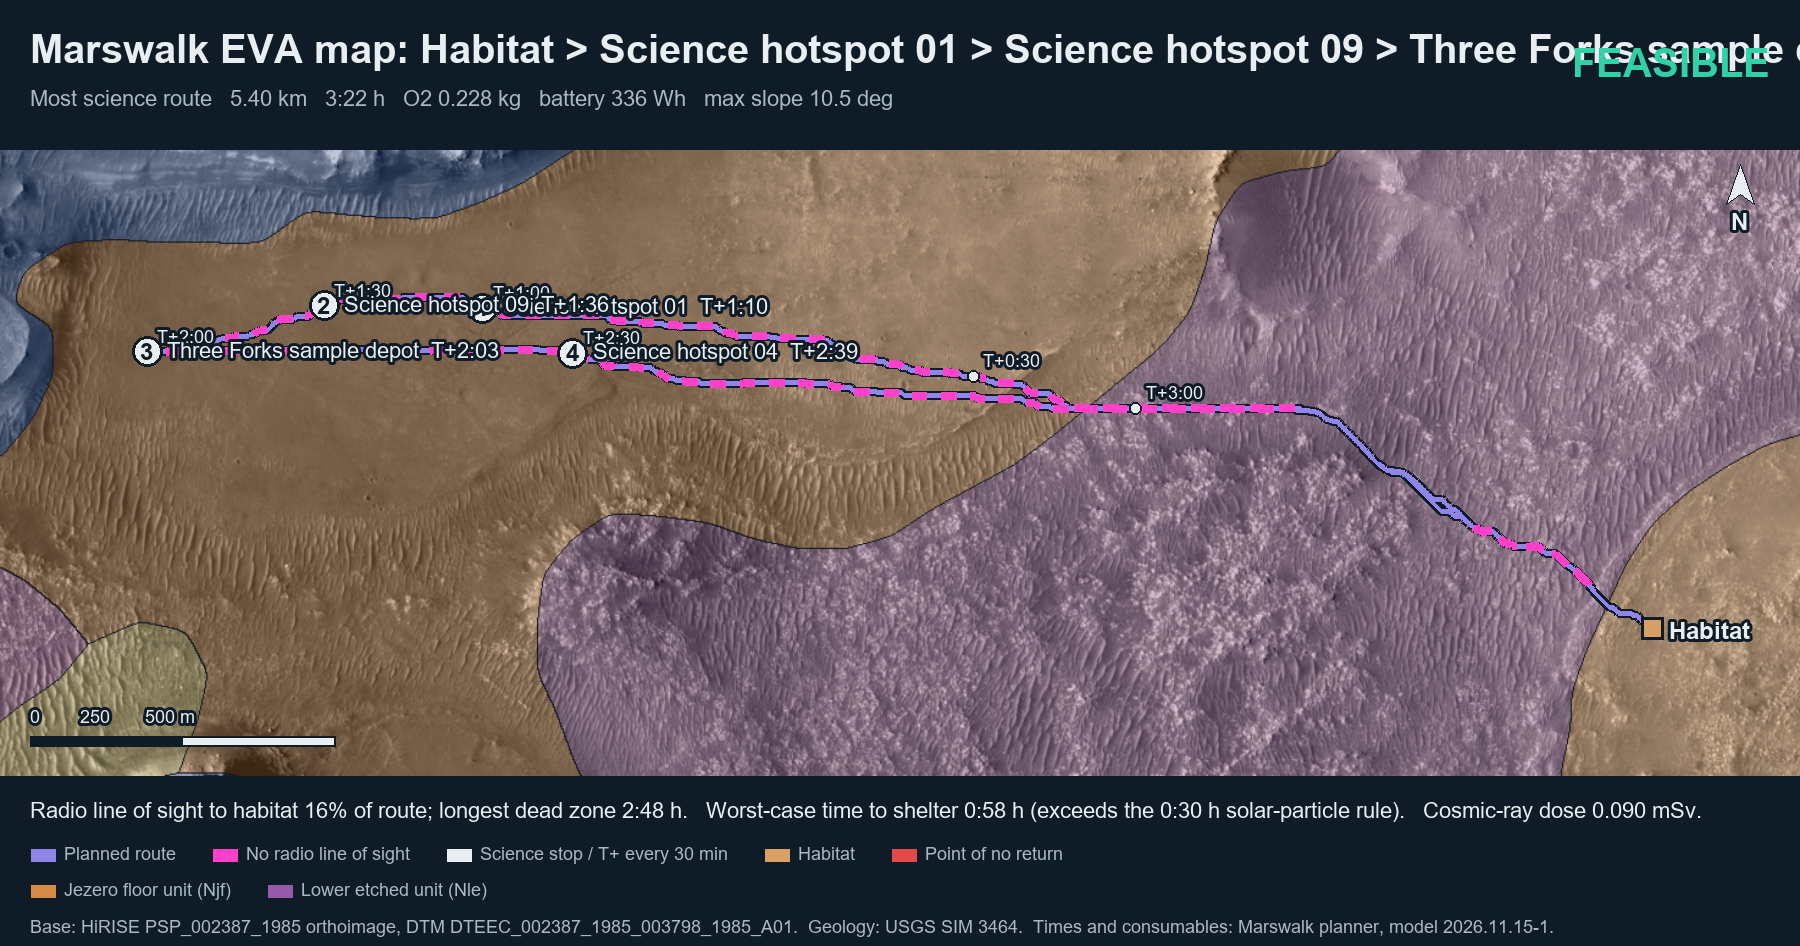 Marswalk EVA map: Habitat > Science hotspot 01 > Science hotspot 09 > Three Forks sample
FEASIBLE
Most science route 5.40 km 3:22 h O2 0.228 kg battery 336 Wh max slope 10.5 deg
N
T+1:30
T+1:00
2 Science hotspot 09 T+1:36
hotspot 01 T+1:10
T+2:00
3 Three Forks sample depot T+2:03
T+2:30
4 Science hotspot 04 T+2:39
T+0:30
T+3:00
Habitat
0 250 500 m
Radio line of sight to habitat 16% of route; longest dead zone 2:48 h. Worst-case time to shelter 0:58 h (exceeds the 0:30 h solar-particle rule). Cosmic-ray dose 0.090 mSv.
Planned route No radio line of sight Science stop / T+ every 30 min Habitat Point of no return
Jezero floor unit (Njf) Lower etched unit (Nle)
Base: HiRISE PSP_002387_1985 orthoimage, DTM DTEEC_002387_1985_003798_1985_A01. Geology: USGS SIM 3464. Times and consumables: Marswalk planner, model 2026.11.15-1.